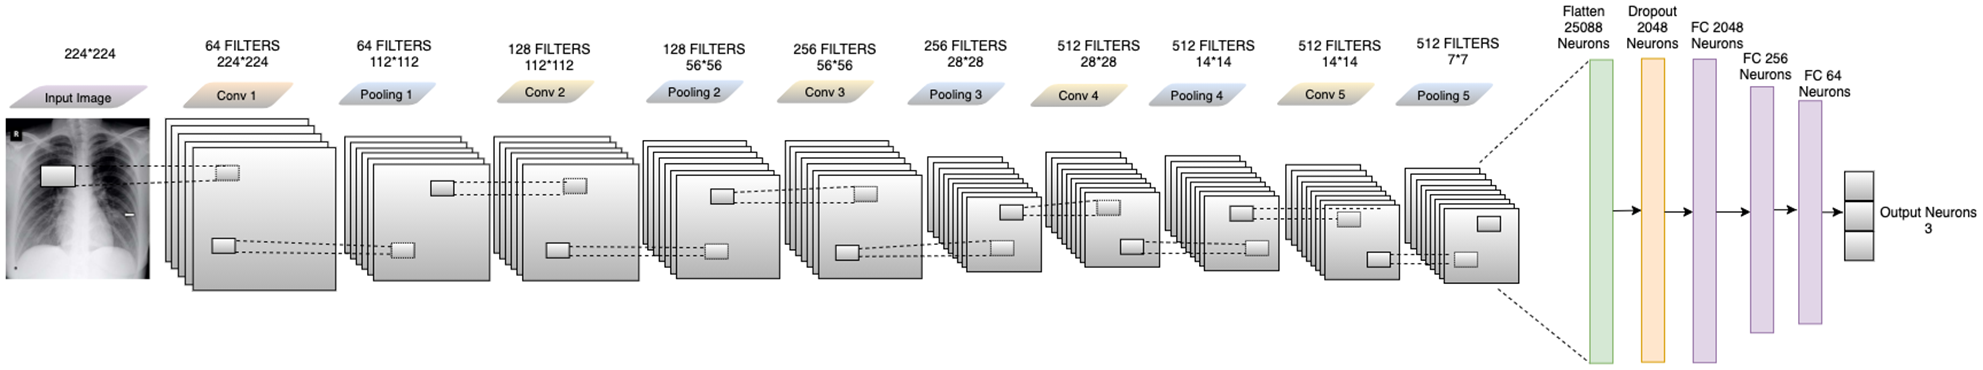 224*224
Input Image
R
64 FILTERS
224*224
Conv 1
64 FILTERS
112*112
Pooling 1
128 FILTERS
112*112
Conv 2
128 FILTERS
56*56
Pooling 2
256 FILTERS
56*56
Conv 3
256 FILTERS
28*28
Pooling 3
512 FILTERS
28*28
Conv 4
512 FILTERS
14*14
Pooling 4
512 FILTERS
14*14
Conv 5
512 FILTERS
7*7
Pooling 5
Flatten
25088
Neurons
Dropout
2048
Neurons
FC 2048
Neurons
FC 256
Neurons
FC 64
Neurons
Output Neurons
3